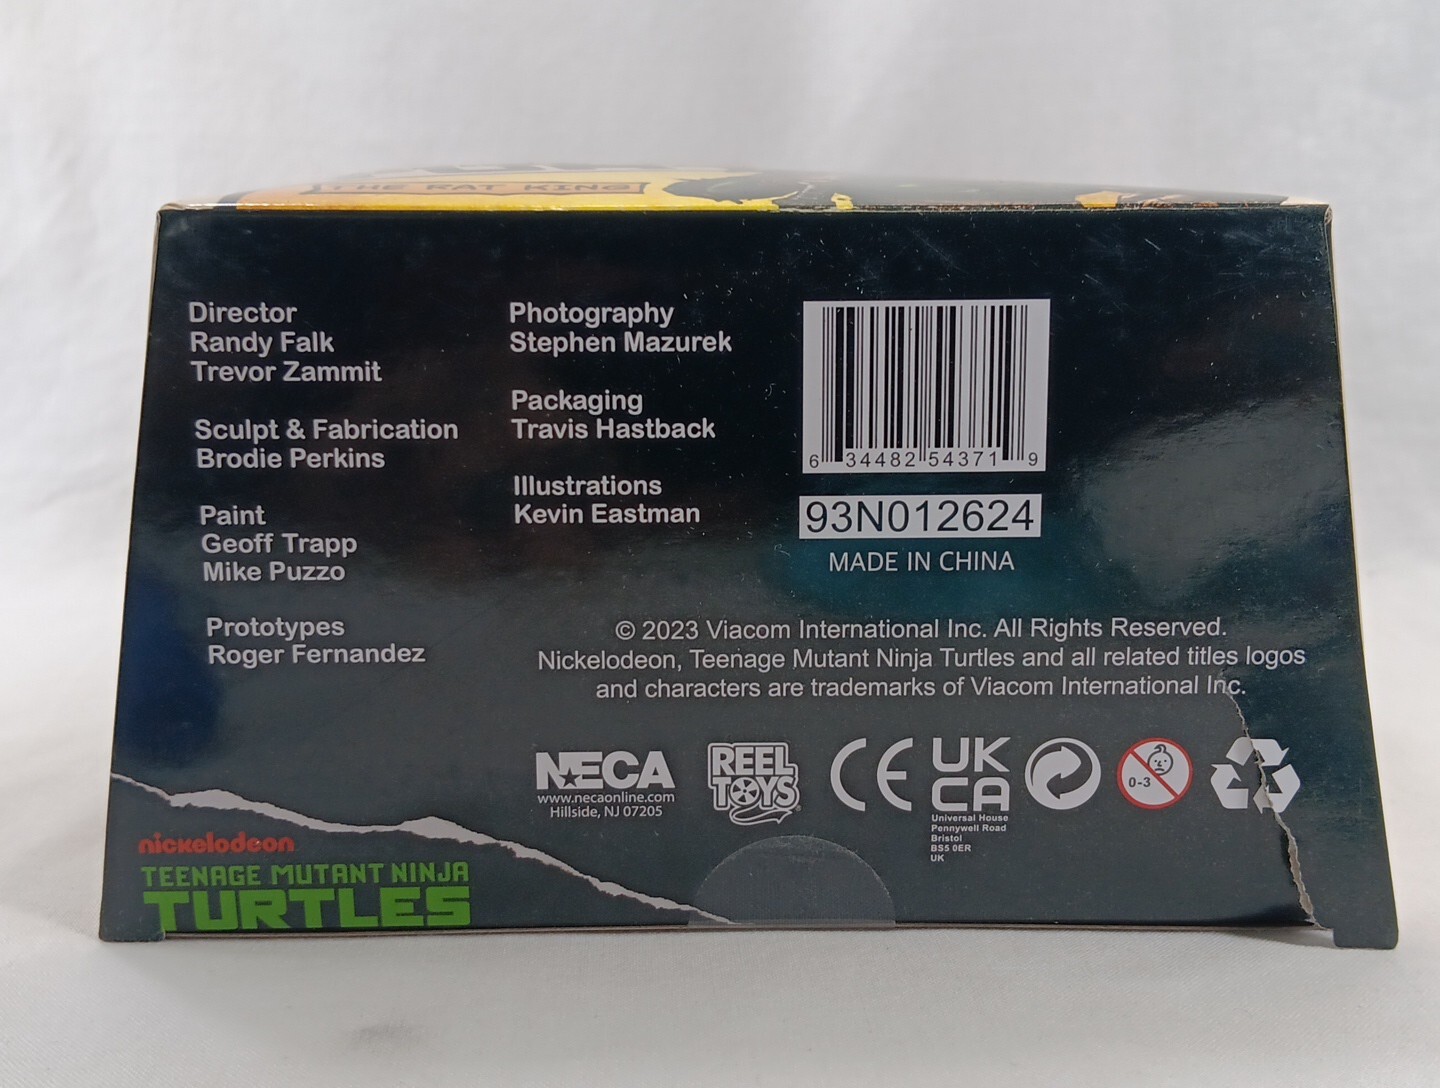 THE RAT KING
Director
Randy Falk
Trevor Zammit
Sculpt & Fabrication
Brodie Perkins
Paint
Geoff Trapp
Mike Puzzo
Prototypes
Roger Fernandez
Photography
Stephen Mazurek
Packaging
Travis Hastback
Illustrations
Kevin Eastman
6 34482 54371 9
93N012624
MADE IN CHINA
© 2023 Viacom International Inc. All Rights Reserved.
Nickelodeon, Teenage Mutant Ninja Turtles and all related titles logos
and characters are trademarks of Viacom International Inc.
NECA
www.necaonline.com
Hillside, NJ 07205
REEL
TOYS
CE
UK
CA
Universal House
Pennywell Road
Bristol
BS5 0ER
UK
0-3
nickelodeon
TEENAGE MUTANT NINJA
TURTLES